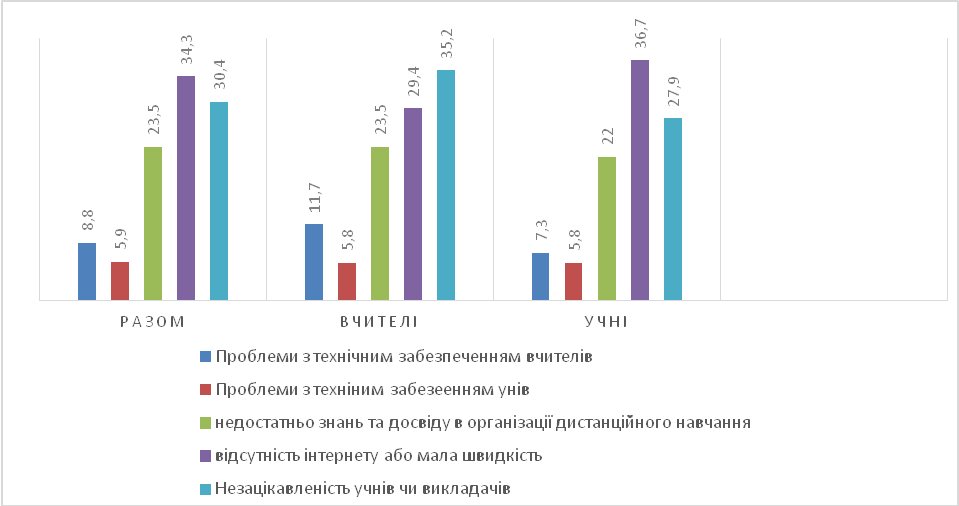 8,8
5,9
23,5
34,3
30,4
11,7
5,8
23,5
29,4
35,2
7,3
5,8
22
36,7
27,9
РАЗОМ
ВЧИТЕЛІ
УЧНІ
Проблеми з технічним забезпеченням вчителів
Проблеми з техніним забезеенням унів
недостатньо знань та досвіду в організації дистанційного навчання
відсутність інтернету або мала швидкість
Незацікавленість учнів чи викладачів